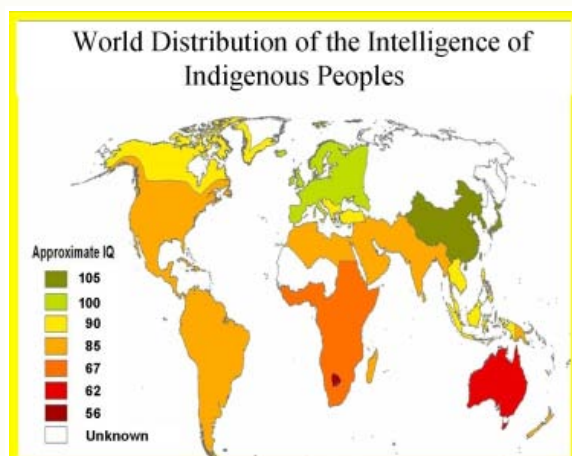 World Distribution of the Intelligence of
Indigenous Peoples
Approximate IQ
105
100
90
85
67
62
56
Unknown